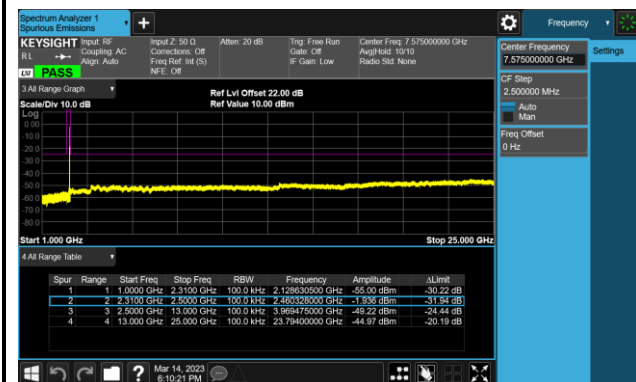 Spectrum Analyzer 1
Spurious Emissions
Frequency
KEYSIGHT Input: RF Input Z: 50 Ω Atten: 20 dB Trig: Free Run Center Freq: 7.575000000 GHz
RL Coupling: AC Corrections: Off Gate: Off Avg|Hold: 10/10
Align: Auto Freq Ref: Int (S) IF Gain: Low Radio Std: None
LXI PASS NFE: Off
Center Frequency
7.575000000 GHz
Settings
CF Step
2.500000 MHz
Auto
Man
Freq Offset
0 Hz
3 All Range Graph
Ref Lvl Offset 22.00 dB
Scale/Div 10.0 dB Ref Value 10.00 dBm
Log
0.00
-10.0
-20.0
-30.0
-40.0
-50.0
-60.0
-70.0
-80.0
Start 1.000 GHz Stop 25.000 GHz
4 All Range Table
Spur Range Start Freq Stop Freq RBW Frequency Amplitude ΔLimit
1 1 1.0000 GHz 2.3100 GHz 100.0 kHz 2.128630500 GHz -55.00 dBm -30.22 dB
2 2 2.3100 GHz 2.5000 GHz 100.0 kHz 2.460328000 GHz -1.936 dBm -31.94 dB
3 3 2.5000 GHz 13.000 GHz 100.0 kHz 3.969475000 GHz -49.22 dBm -24.44 dB
4 4 13.000 GHz 25.000 GHz 100.0 kHz 23.79400000 GHz -44.97 dBm -20.19 dB
? Mar 14, 2023
6:10:21 PM